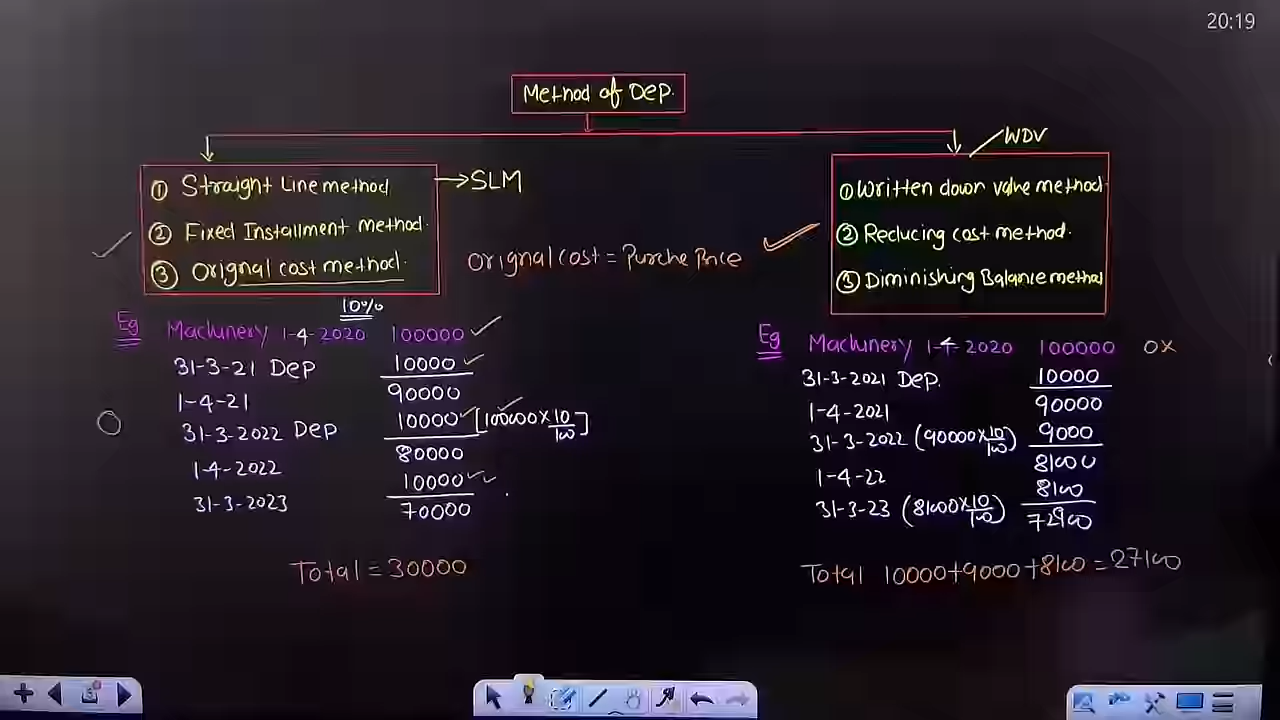 20:19
Method of Dep.
WDV
① Straight Line method
→SLM
② Fixed Installment method.
③ Orignal cost method.
orignal cost = Purche Price
① Written down value method.
② Reducing cost method.
③ Diminishing Balance method
10%
Eg Machinery 1-4-2020 100000
31-3-21 Dep 10000
1-4-21 90000
31-3-2022 Dep 10000 [100000×10/100]
1-4-2022 80000
10000
31-3-2023 70000
Total = 30000
Eg Machinery 1-4-2020 100000 0x
31-3-2021 Dep. 10000
1-4-2021 90000
31-3-2022 (90000×10/100) 9000
1-4-22 8100 0
31-3-23 (8100×10/100) 8100
72900
Total 10000+9000+8100=27100